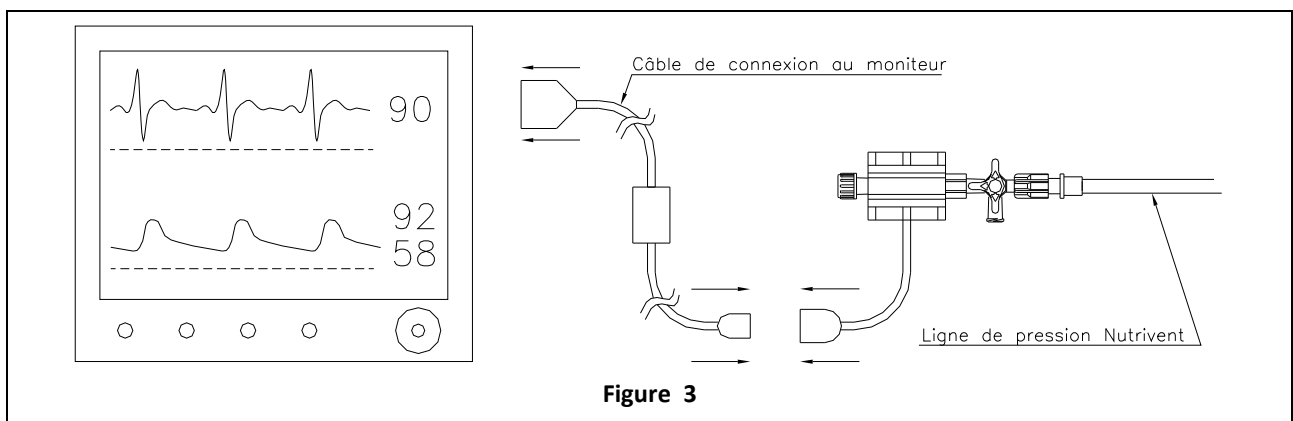 90
92
58
Câble de connexion au moniteur
Ligne de pression Nutrivent
Figure 3